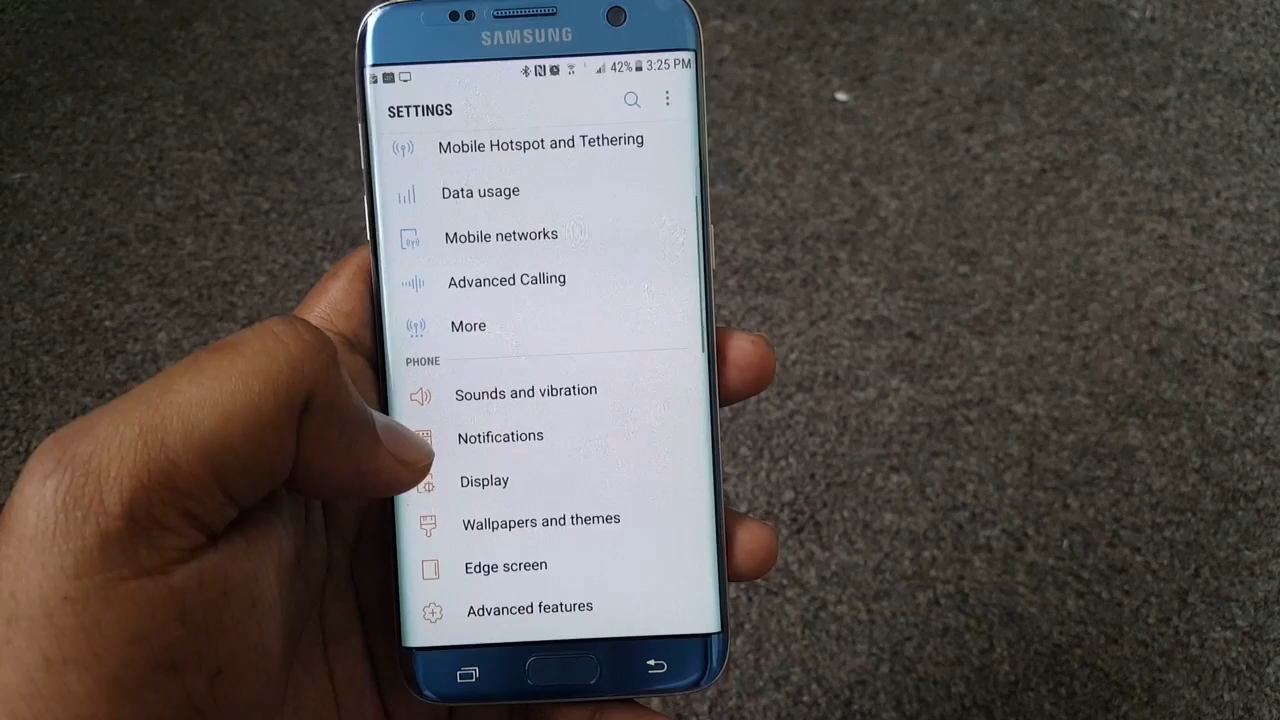 SAMSUNG
42% 3:25 PM
SETTINGS
Mobile Hotspot and Tethering
Data usage
Mobile networks
Advanced Calling
More
PHONE
Sounds and vibration
Notifications
Display
Wallpapers and themes
Edge screen
Advanced features